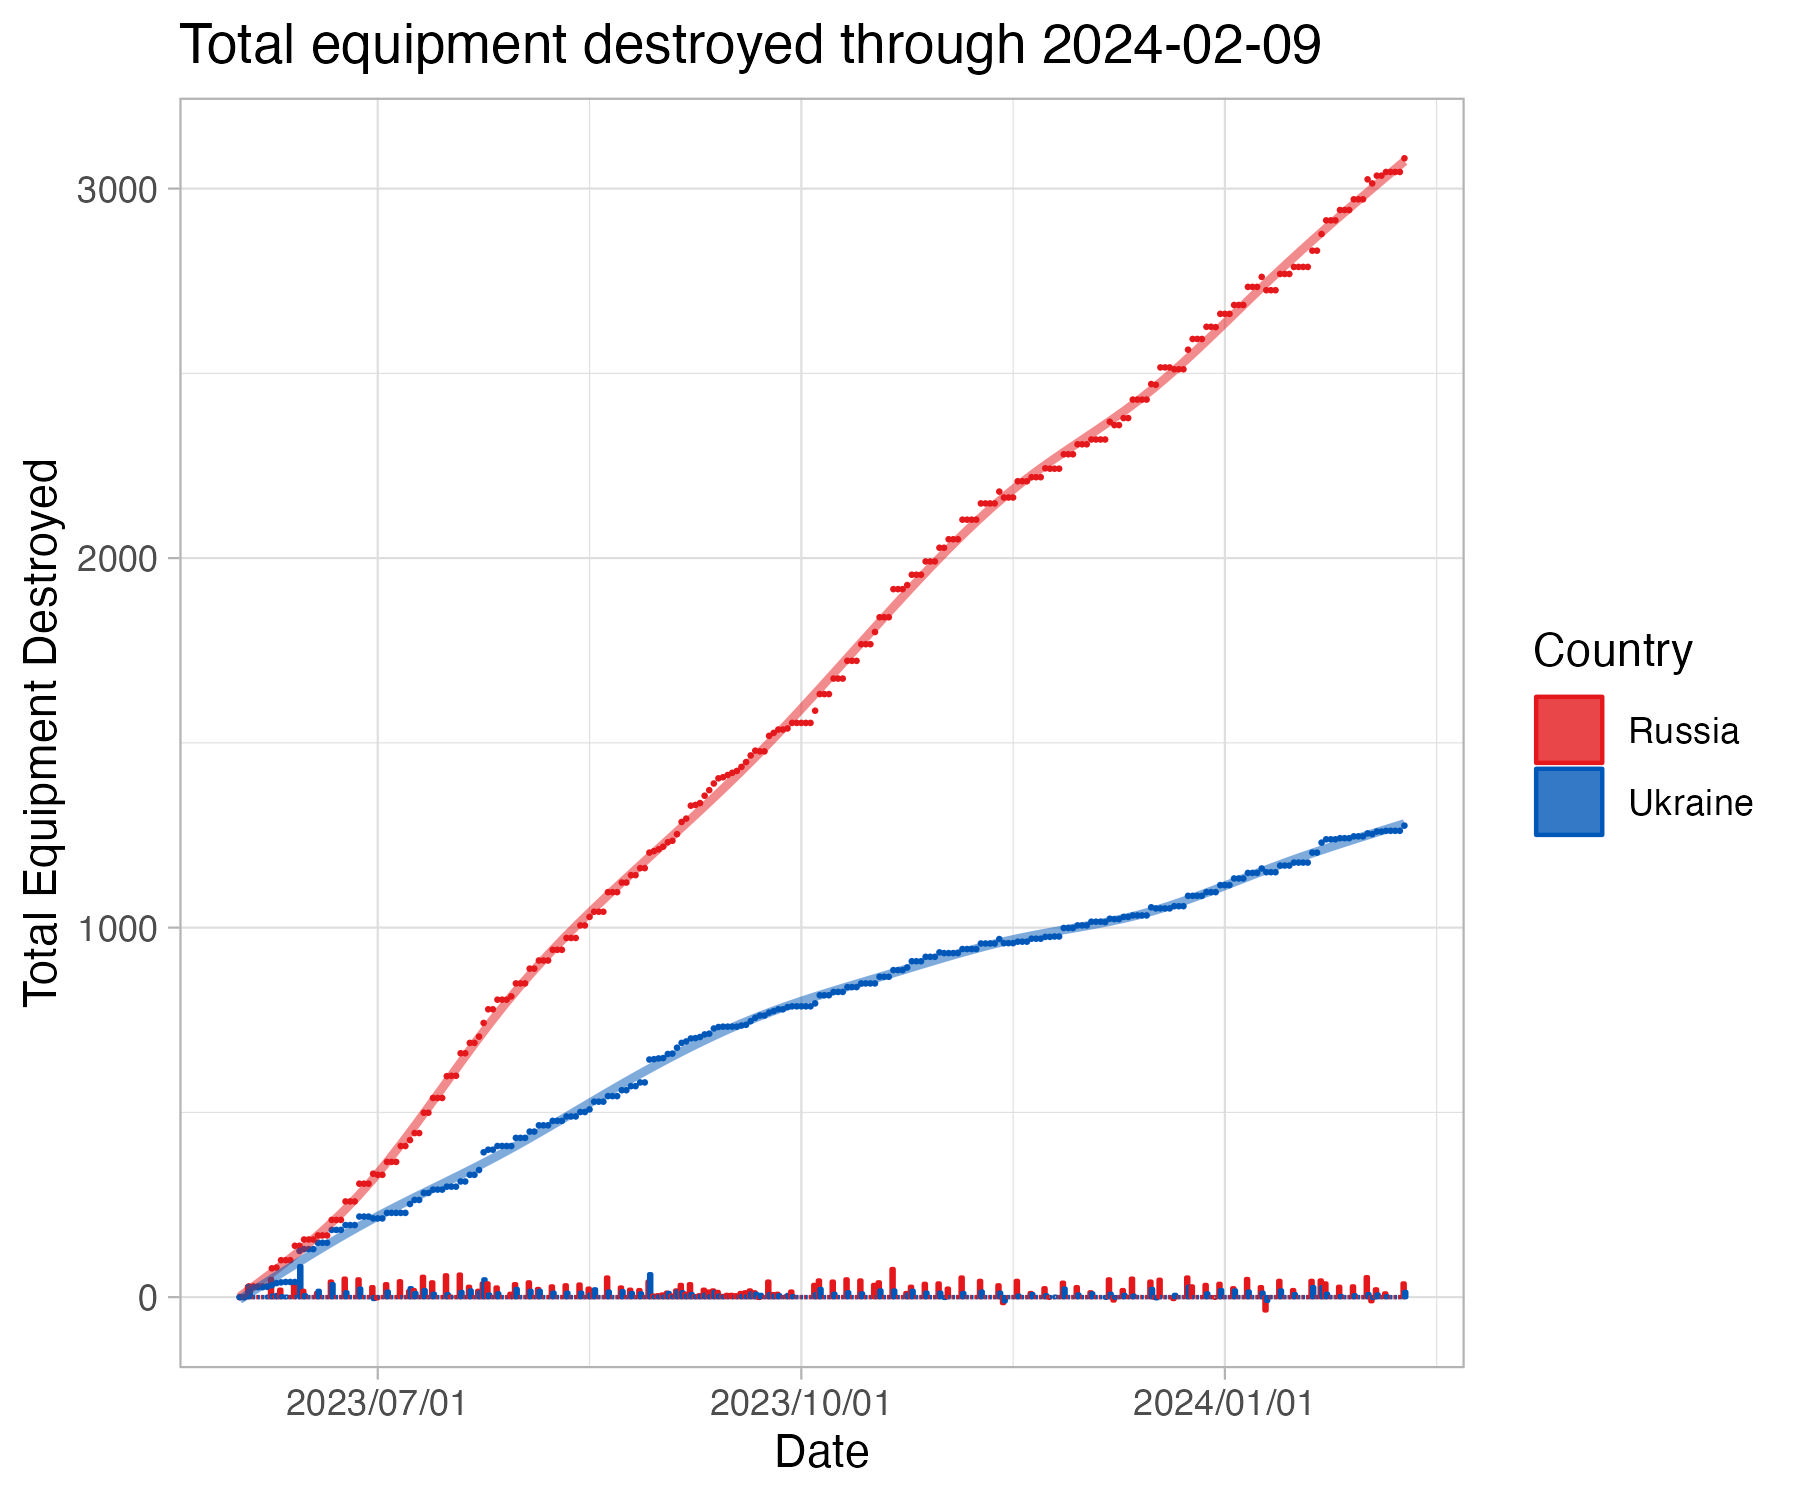 Total equipment destroyed through 2024-02-09
Total Equipment Destroyed
3000
2000
1000
0
2023/07/01
2023/10/01
2024/01/01
Date
Country
Russia
Ukraine